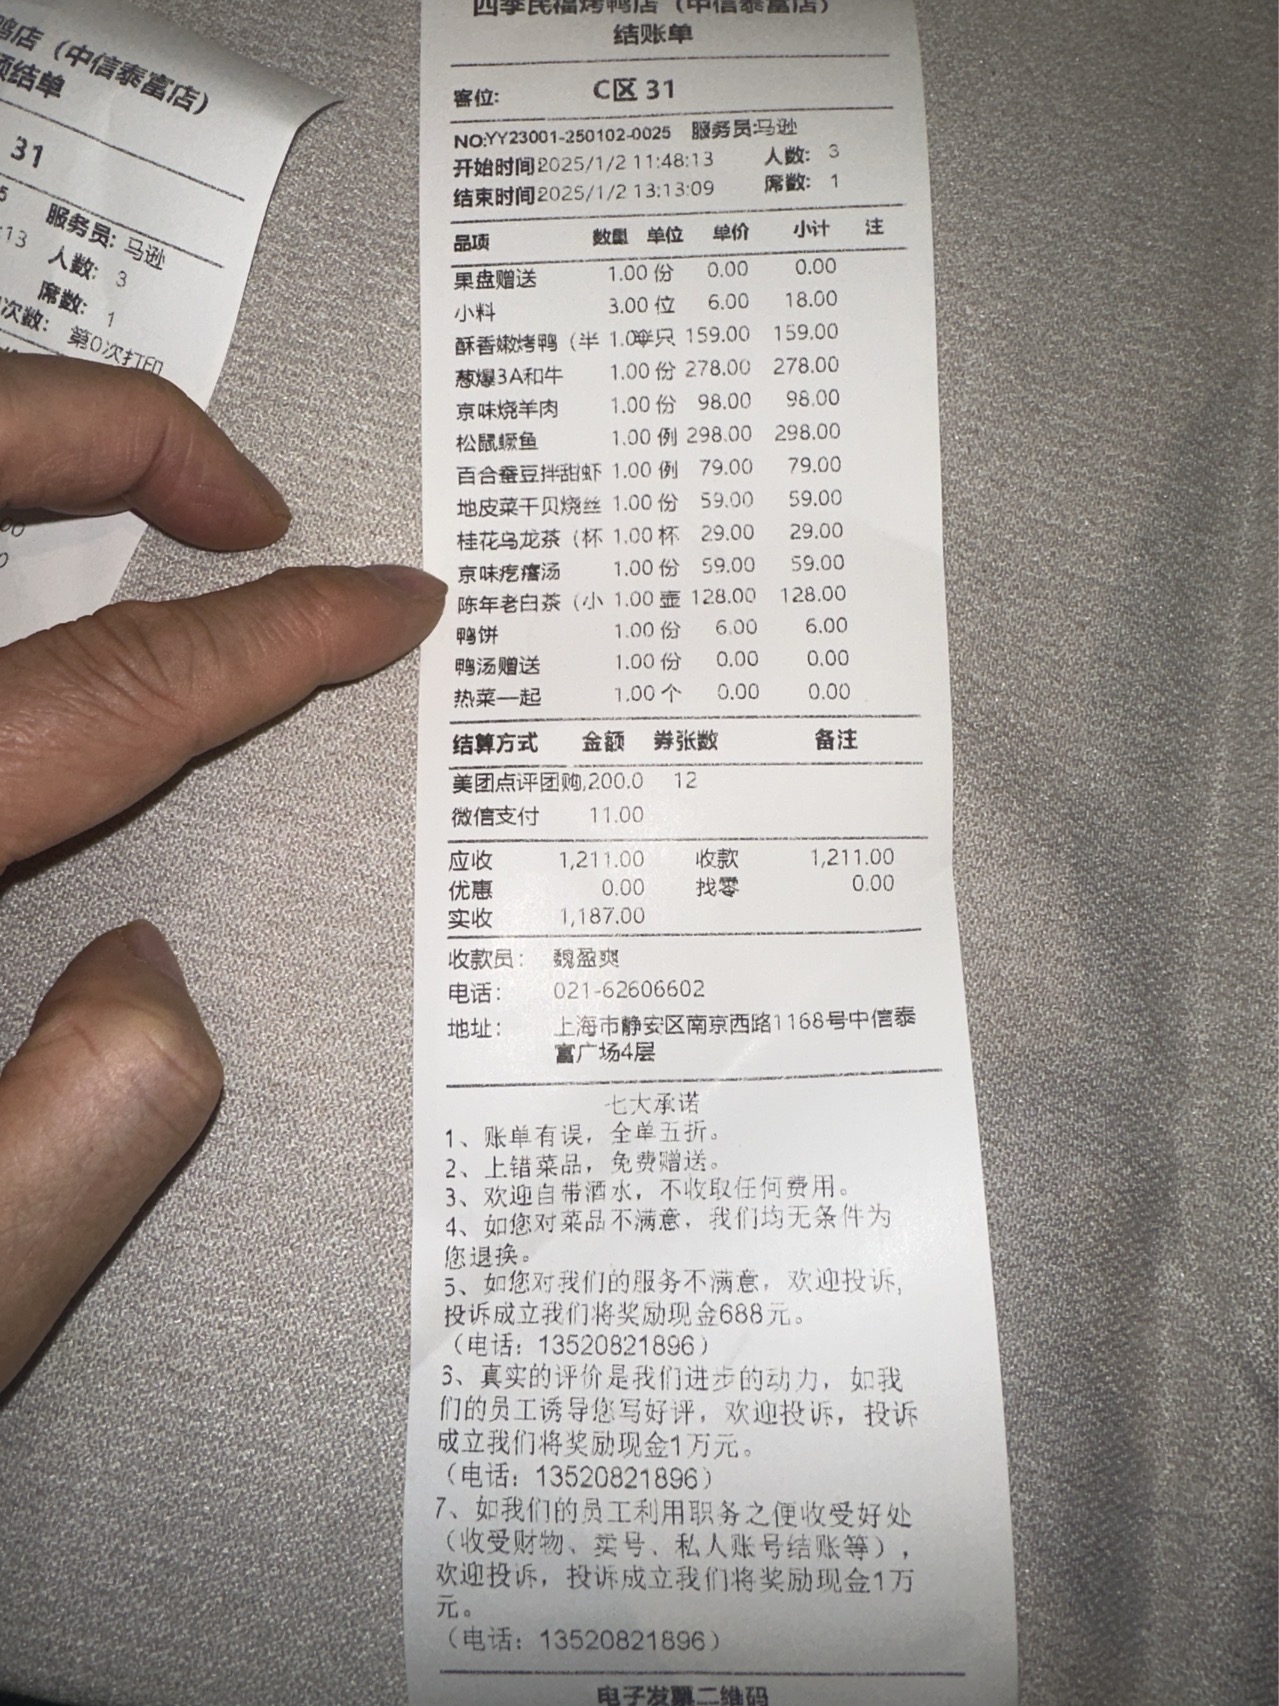 鸭店（中信泰富店）
预结单
31
5 服务员: 马逊
:13 人数: 3
席数: 1
次数: 第0次打印
00
0
四季民福烤鸭店（中信泰富店）
结账单
客位: C区 31
NO:YY23001-250102-0025 服务员:马逊
开始时间2025/1/2 11:48:13 人数: 3
结束时间2025/1/2 13:13:09 席数: 1
品项 数量 单位 单价 小计 注
果盘赠送 1.00 份 0.00 0.00
小料 3.00 位 6.00 18.00
酥香嫩烤鸭（半 1.00半只 159.00 159.00
葱爆3A和牛 1.00 份 278.00 278.00
京味烧羊肉 1.00 份 98.00 98.00
松鼠鳜鱼 1.00 例 298.00 298.00
百合蚕豆拌甜虾 1.00 例 79.00 79.00
地皮菜干贝烧丝 1.00 份 59.00 59.00
桂花乌龙茶（杯 1.00 杯 29.00 29.00
京味疙瘩汤 1.00 份 59.00 59.00
陈年老白茶（小 1.00 壶 128.00 128.00
鸭饼 1.00 份 6.00 6.00
鸭汤赠送 1.00 份 0.00 0.00
热菜一起 1.00 个 0.00 0.00
结算方式 金额 券张数 备注
美团点评团购,200.0 12
微信支付 11.00
应收 1,211.00 收款 1,211.00
优惠 0.00 找零 0.00
实收 1,187.00
收款员: 魏盈爽
电话: 021-62606602
地址: 上海市静安区南京西路1168号中信泰
富广场4层
七大承诺
1、账单有误，全单五折。
2、上错菜品，免费赠送。
3、欢迎自带酒水，不收取任何费用。
4、如您对菜品不满意，我们均无条件为
您退换。
5、如您对我们的服务不满意，欢迎投诉,
投诉成立我们将奖励现金688元。
（电话: 13520821896）
3、真实的评价是我们进步的动力，如我
们的员工诱导您写好评，欢迎投诉，投诉
成立我们将奖励现金1万元。
（电话: 13520821896）
7、如我们的员工利用职务之便收受好处
（收受财物、卖号、私人账号结账等），
欢迎投诉，投诉成立我们将奖励现金1万
元。
（电话: 13520821896）
电子发票二维码